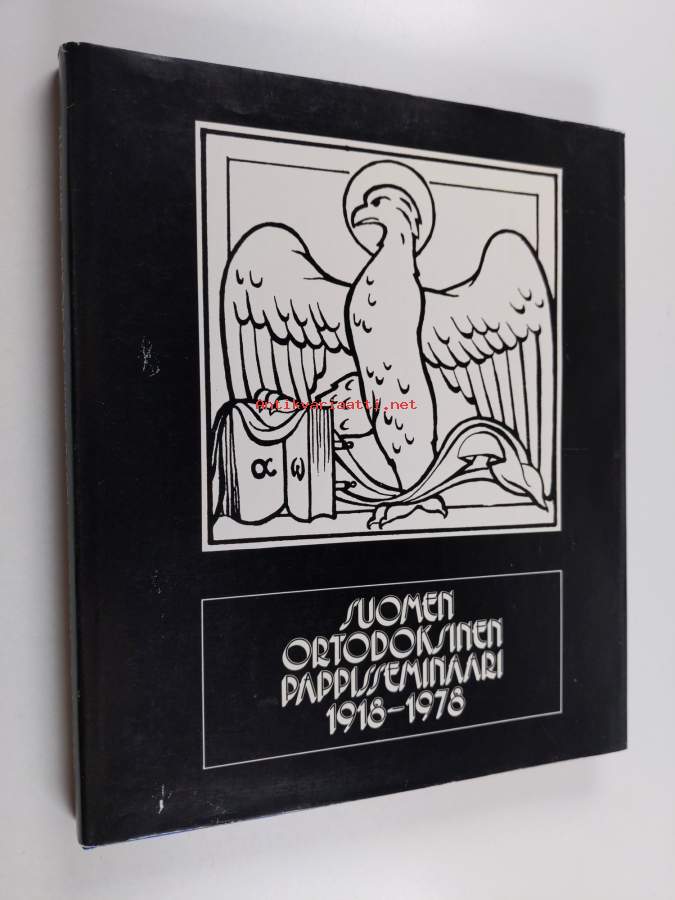 Antikvariaatti.net
α ω
SUOMEN
ORTODOKSINEN
PAPPISSEMINAARI
1918-1978